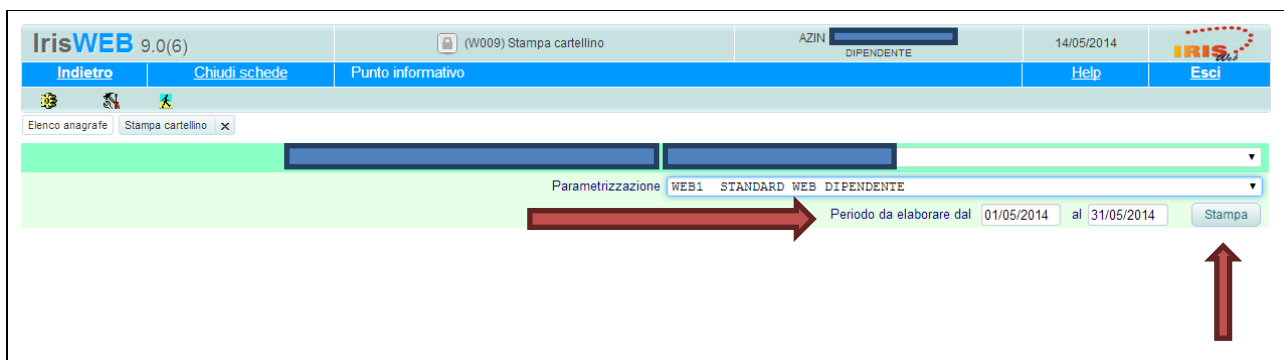 IrisWEB 9.0(6)
(W009) Stampa cartellino
AZIN
DIPENDENTE
14/05/2014
IRIS Web
Indietro
Chiudi schede
Punto informativo
Help
Esci
Elenco anagrafe
Stampa cartellino x
Parametrizzazione WEB1 STANDARD WEB DIPENDENTE
Periodo da elaborare dal 01/05/2014 al 31/05/2014 Stampa